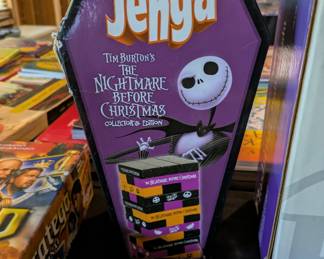 Jenga
TIM BURTON'S
THE
NIGHTMARE
BEFORE
CHRISTMAS
COLLECTOR'S EDITION